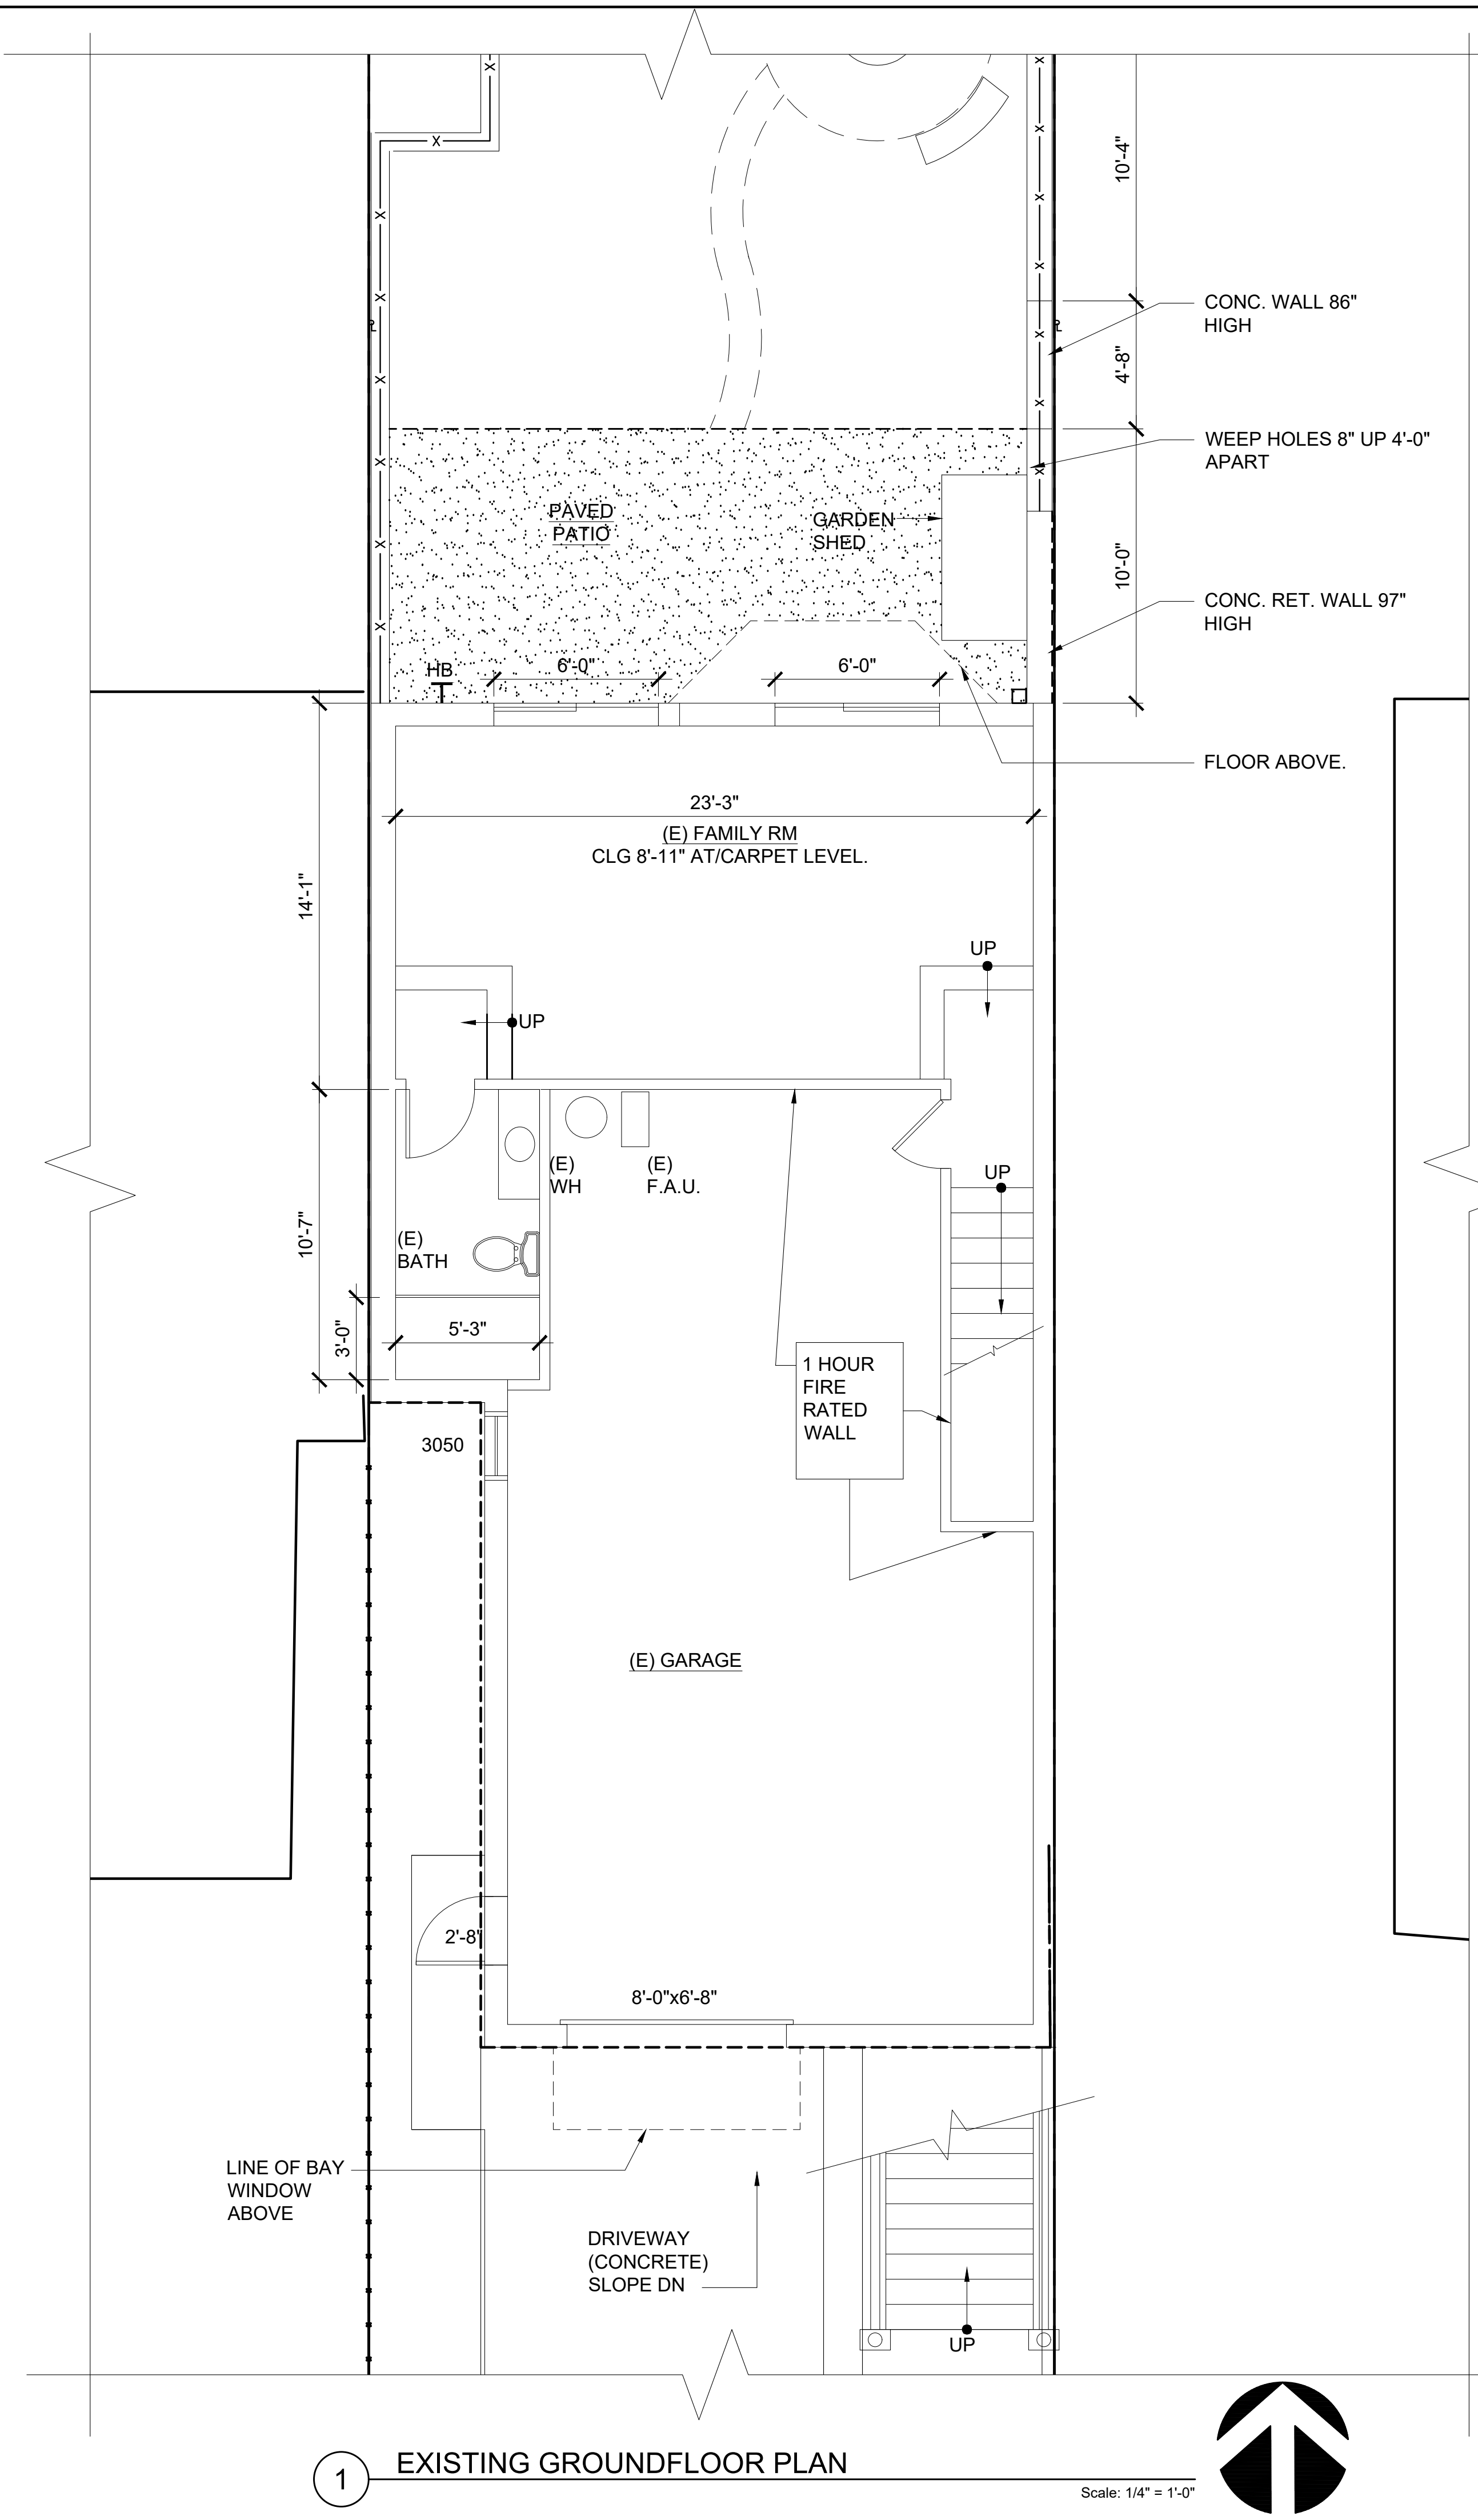 10'-4"
CONC. WALL 86"
HIGH
4'-8"
WEEP HOLES 8" UP 4'-0"
APART
PAVED
PATIO
GARDEN
SHED
10'-0"
CONC. RET. WALL 97"
HIGH
HB
6'-0"
6'-0"
FLOOR ABOVE.
23'-3"
(E) FAMILY RM
CLG 8'-11" AT/CARPET LEVEL.
14'-1"
UP
UP
(E)
WH
(E)
F.A.U.
UP
10'-7"
(E)
BATH
3'-0"
5'-3"
1 HOUR
FIRE
RATED
WALL
3050
(E) GARAGE
2'-8"
8'-0"x6'-8"
LINE OF BAY
WINDOW
ABOVE
DRIVEWAY
(CONCRETE)
SLOPE DN
UP
1
EXISTING GROUNDFLOOR PLAN
Scale: 1/4" = 1'-0"